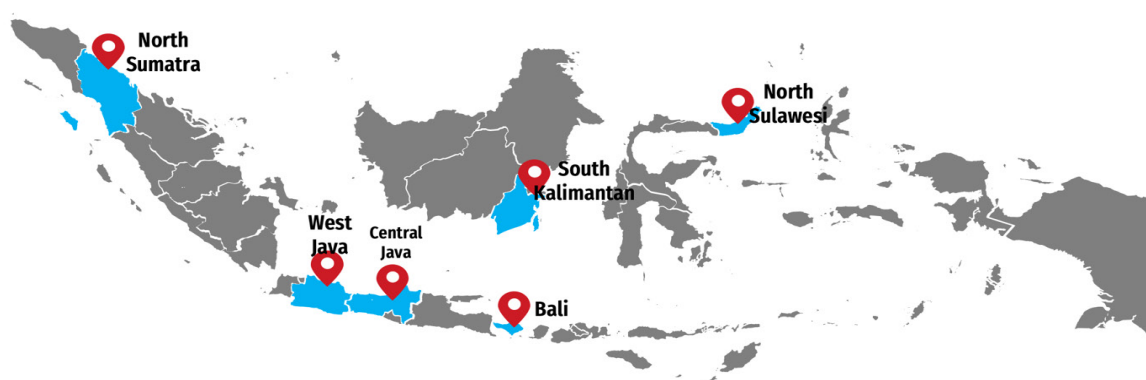 North
Sumatra
North
Sulawesi
South
Kalimantan
West
Java
Central
Java
Bali